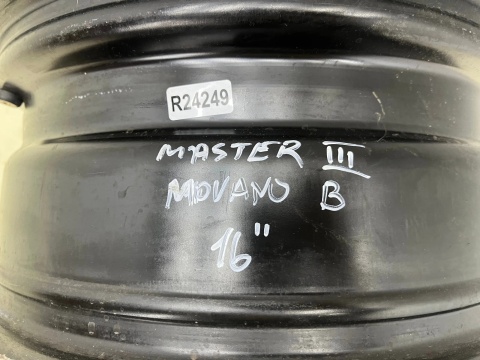 R24249
MASTER III
MOVANO B
16"